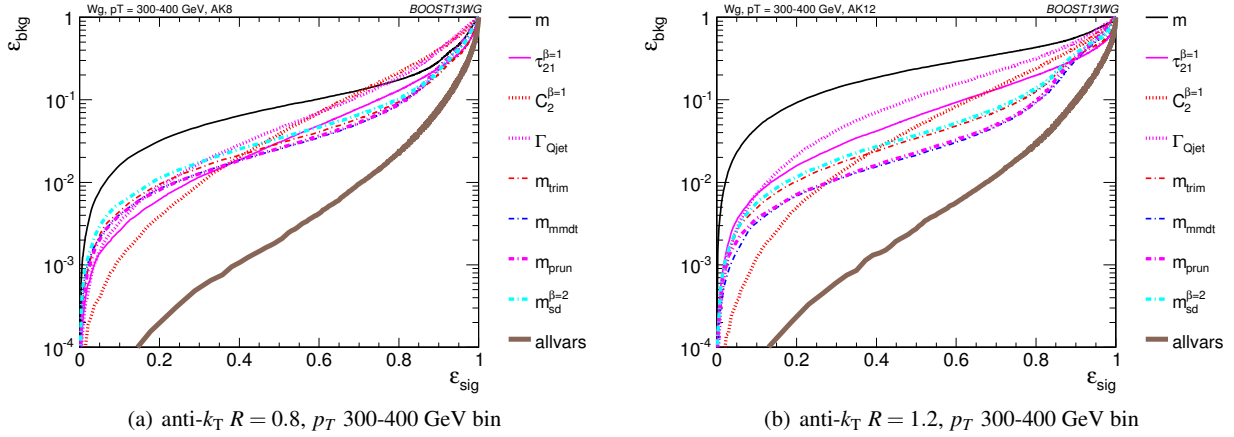 Wg, pT = 300-400 GeV, AK8
BOOST13WG
ε_bkg
1
10⁻¹
10⁻²
10⁻³
10⁻⁴
0
0.2
0.4
0.6
0.8
1
ε_sig
m
τ₂₁^β=1
C₂^β=1
Γ_Qjet
m_trim
m_mmdt
m_prun
m_sd^β=2
allvars
(a) anti-k_T R = 0.8, p_T 300-400 GeV bin
Wg, pT = 300-400 GeV, AK12
BOOST13WG
ε_bkg
1
10⁻¹
10⁻²
10⁻³
10⁻⁴
0
0.2
0.4
0.6
0.8
1
ε_sig
m
τ₂₁^β=1
C₂^β=1
Γ_Qjet
m_trim
m_mmdt
m_prun
m_sd^β=2
allvars
(b) anti-k_T R = 1.2, p_T 300-400 GeV bin